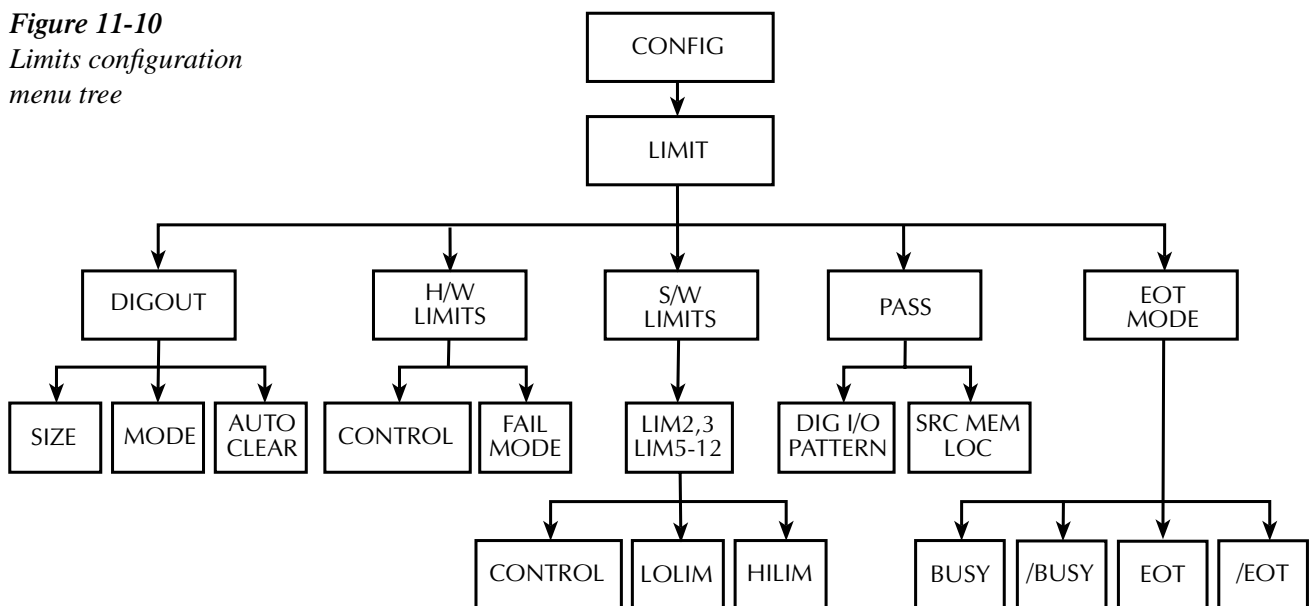 Figure 11-10
Limits configuration
menu tree
CONFIG
LIMIT
DIGOUT
H/W
LIMITS
S/W
LIMITS
PASS
EOT
MODE
SIZE
MODE
AUTO
CLEAR
CONTROL
FAIL
MODE
LIM2,3
LIM5-12
DIG I/O
PATTERN
SRC MEM
LOC
CONTROL
LOLIM
HILIM
BUSY
/BUSY
EOT
/EOT